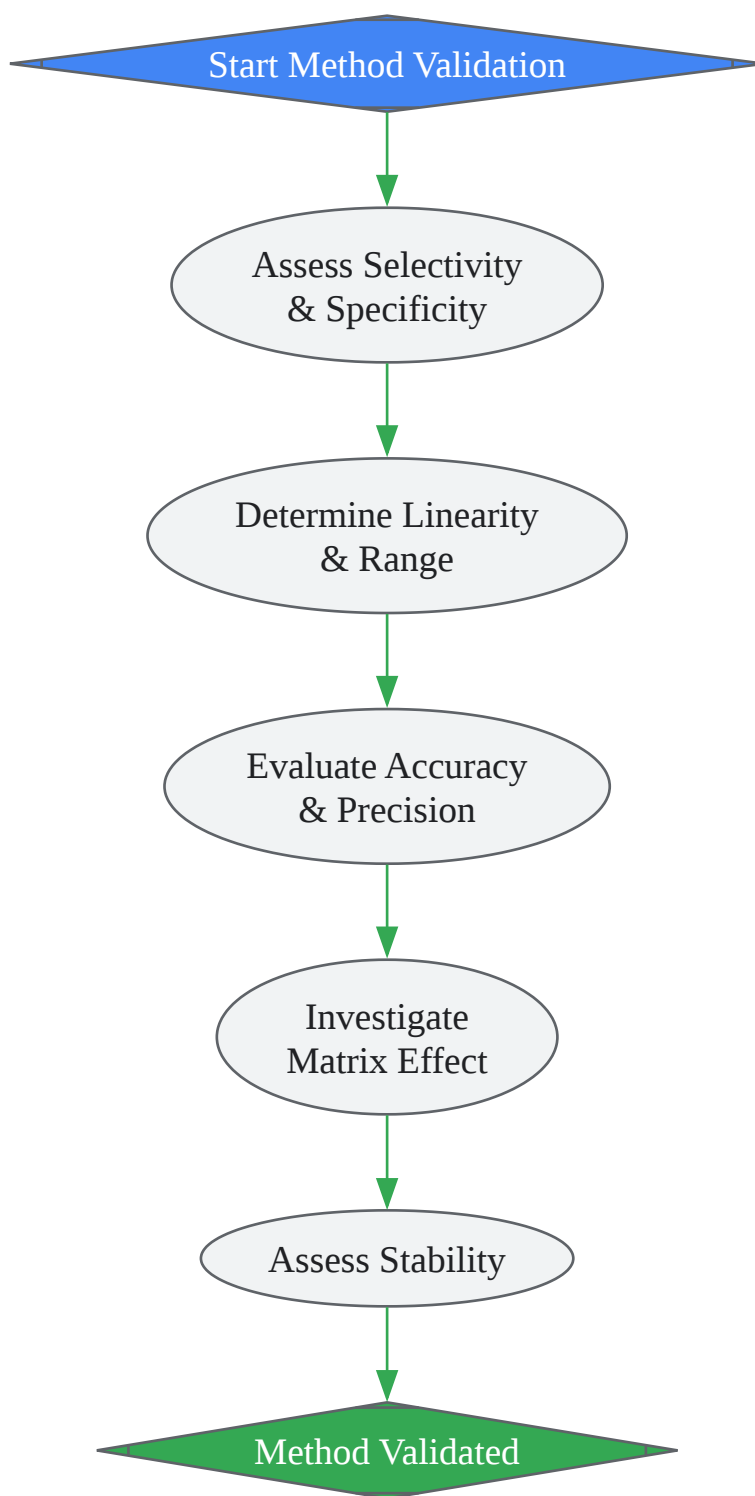 Start Method Validation
Assess Selectivity
& Specificity
Determine Linearity
& Range
Evaluate Accuracy
& Precision
Investigate
Matrix Effect
Assess Stability
Method Validated